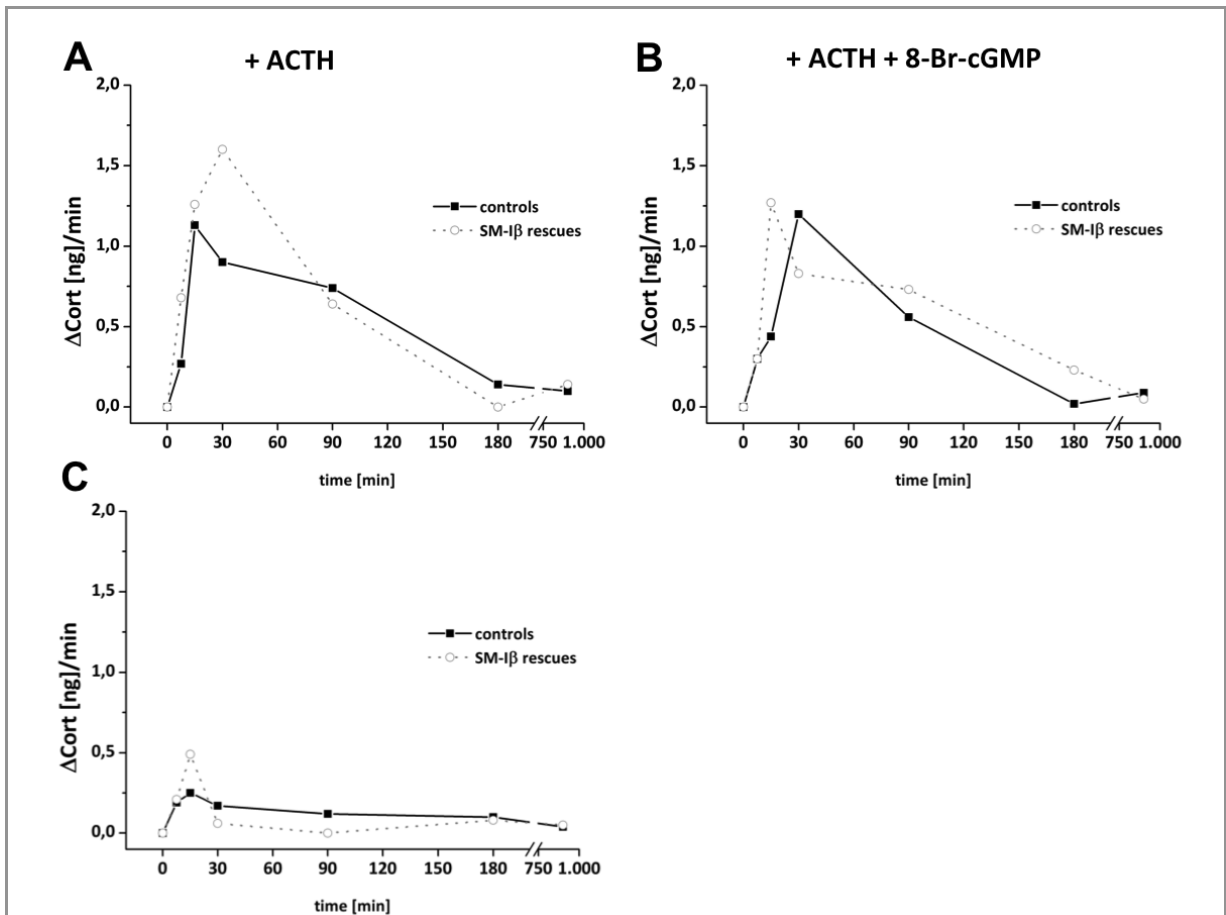 A
+ ACTH
2,0
1,5
1,0
0,5
0,0
ΔCort [ng]/min
controls
SM-Iβ rescues
0 30 60 90 120 150 180 750 1.000
time [min]
B
+ ACTH + 8-Br-cGMP
2,0
1,5
1,0
0,5
0,0
ΔCort [ng]/min
controls
SM-Iβ rescues
0 30 60 90 120 150 180 750 1.000
time [min]
C
2,0
1,5
1,0
0,5
0,0
ΔCort [ng]/min
controls
SM-Iβ rescues
0 30 60 90 120 150 180 750 1.000
time [min]